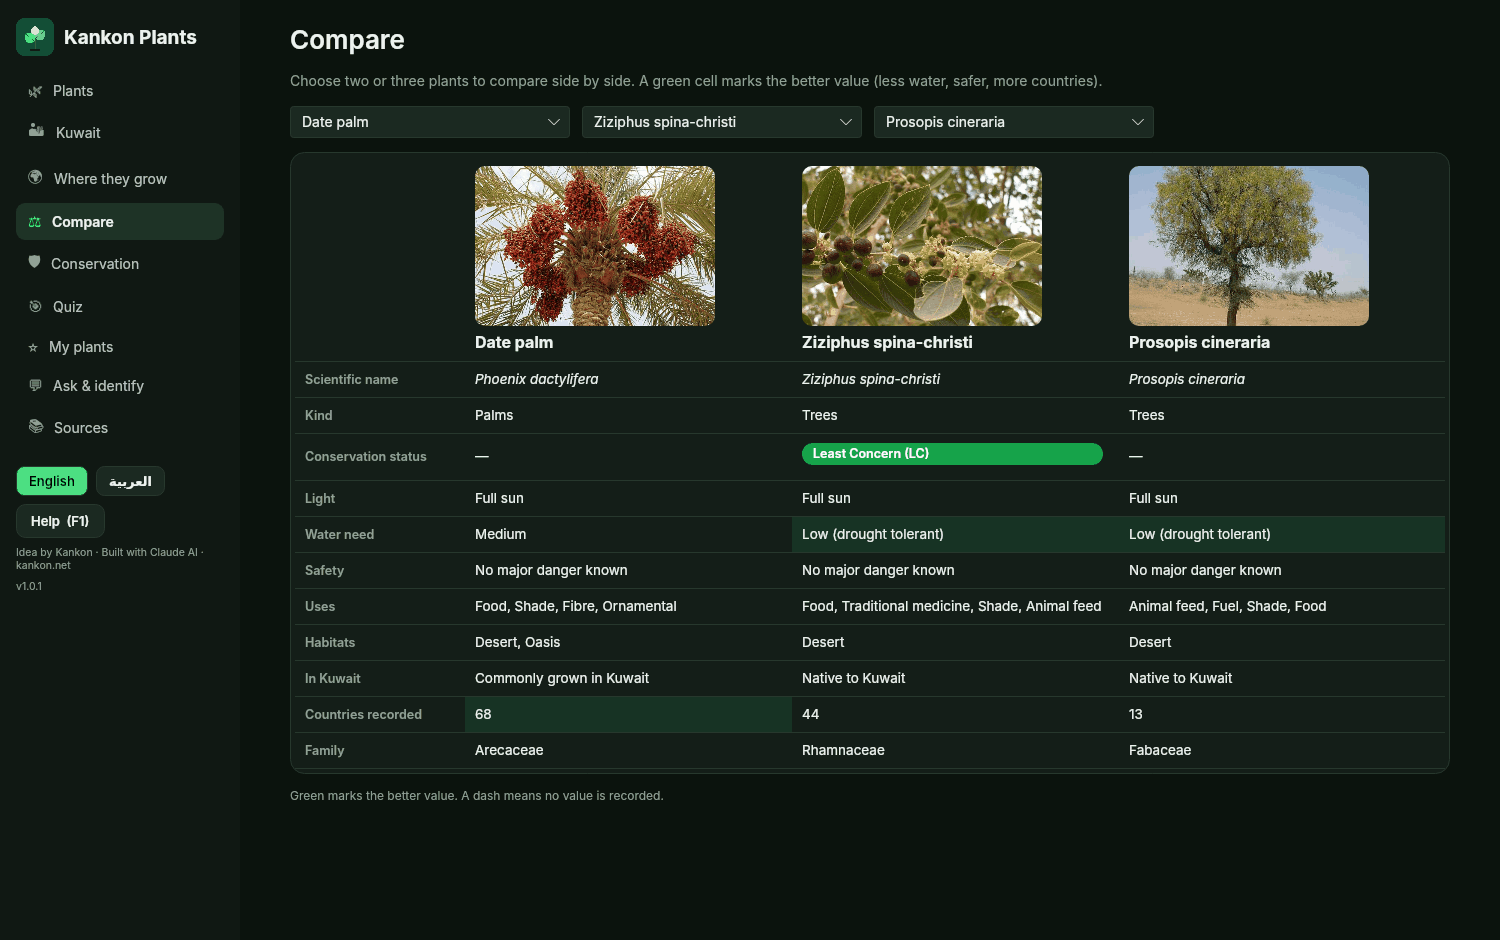 Kankon Plants
Plants
Kuwait
Where they grow
Compare
Conservation
Quiz
My plants
Ask & identify
Sources
English العربية
Help (F1)
Idea by Kankon · Built with Claude AI ·
kankon.net
v1.0.1
Compare
Choose two or three plants to compare side by side. A green cell marks the better value (less water, safer, more countries).
Date palm Ziziphus spina-christi Prosopis cineraria
Date palm Ziziphus spina-christi Prosopis cineraria
Scientific name Phoenix dactylifera Ziziphus spina-christi Prosopis cineraria
Kind Palms Trees Trees
Conservation status — Least Concern (LC) —
Light Full sun Full sun Full sun
Water need Medium Low (drought tolerant) Low (drought tolerant)
Safety No major danger known No major danger known No major danger known
Uses Food, Shade, Fibre, Ornamental Food, Traditional medicine, Shade, Animal feed Animal feed, Fuel, Shade, Food
Habitats Desert, Oasis Desert Desert
In Kuwait Commonly grown in Kuwait Native to Kuwait Native to Kuwait
Countries recorded 68 44 13
Family Arecaceae Rhamnaceae Fabaceae
Green marks the better value. A dash means no value is recorded.